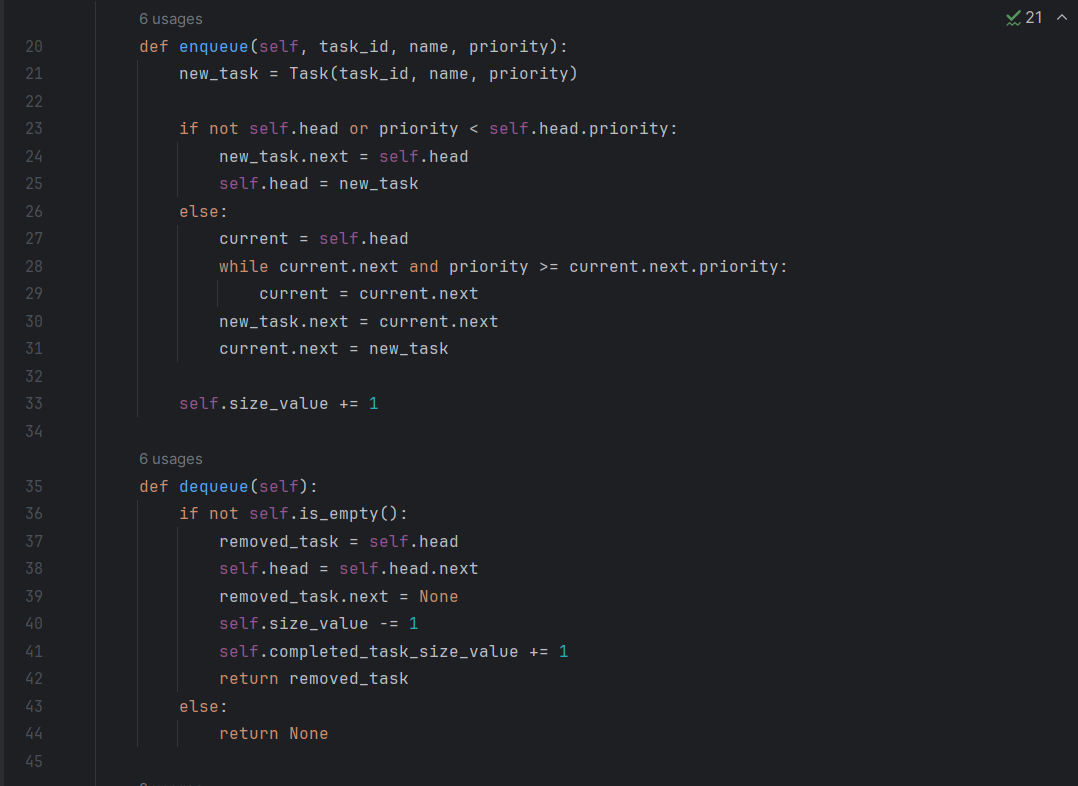 6 usages
21
20 def enqueue(self, task_id, name, priority):
21 new_task = Task(task_id, name, priority)
22
23 if not self.head or priority < self.head.priority:
24 new_task.next = self.head
25 self.head = new_task
26 else:
27 current = self.head
28 while current.next and priority >= current.next.priority:
29 current = current.next
30 new_task.next = current.next
31 current.next = new_task
32
33 self.size_value += 1
34
6 usages
35 def dequeue(self):
36 if not self.is_empty():
37 removed_task = self.head
38 self.head = self.head.next
39 removed_task.next = None
40 self.size_value -= 1
41 self.completed_task_size_value += 1
42 return removed_task
43 else:
44 return None
45